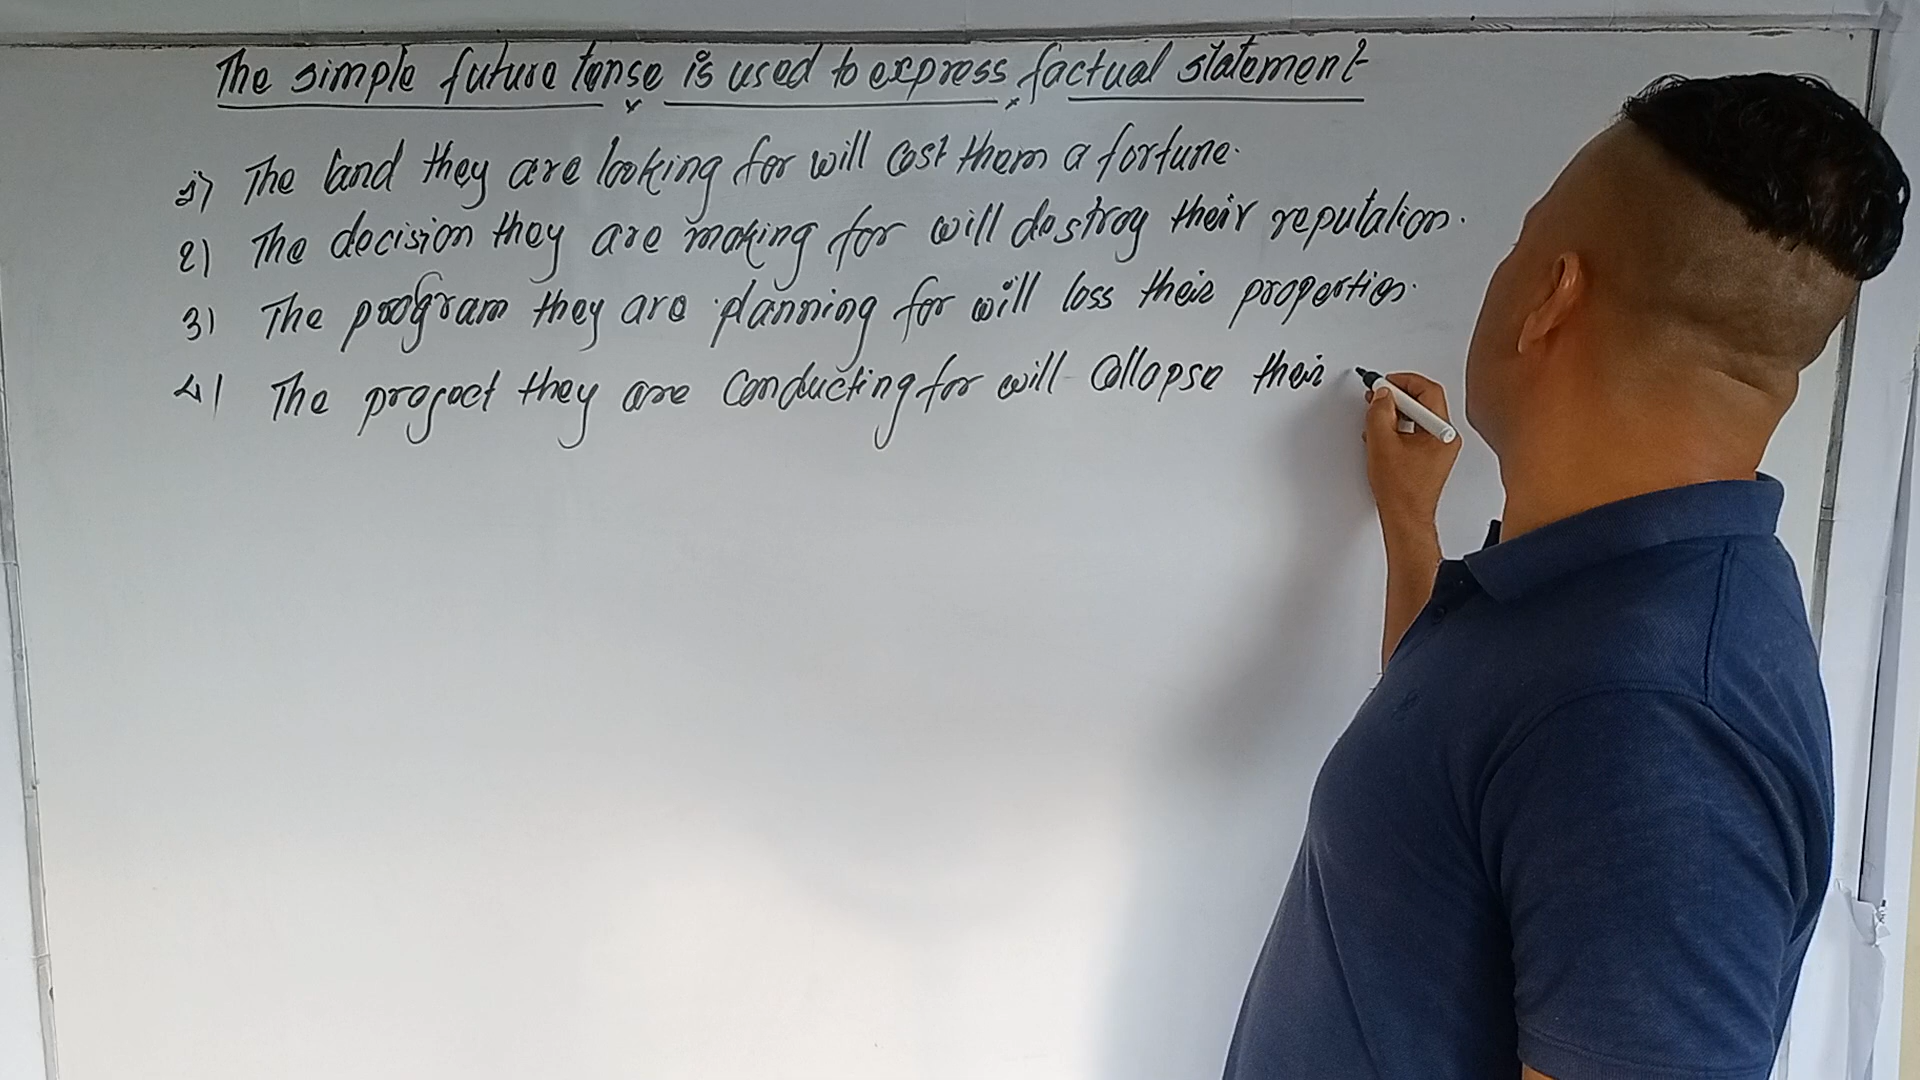 The simple future tense is used to express factual statement
1) The land they are looking for will cost them a fortune.
2) The decision they are making for will destroy their reputation.
3) The program they are planning for will loss their properties.
4) The project they are conducting for will collapse their